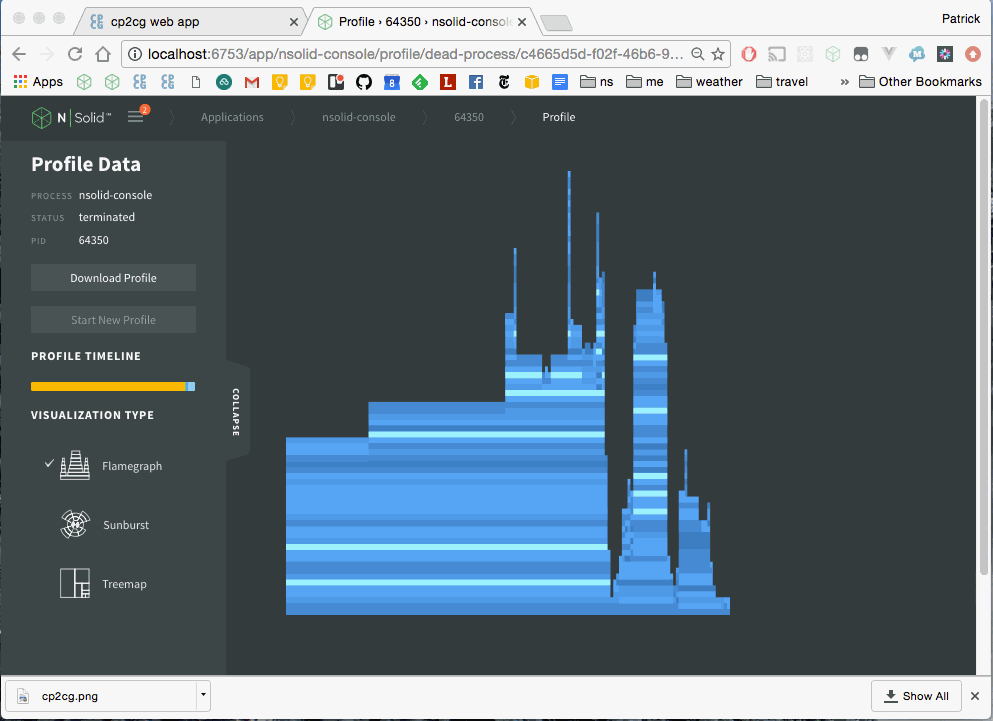 cp2cg web app
Profile › 64350 › nsolid-conso
Patrick
localhost:6753/app/nsolid-console/profile/dead-process/c4665d5d-f02f-46b6-9...
Apps
8
L
ns
me
weather
travel
»
Other Bookmarks
N Solid™
2
Applications
nsolid-console
64350
Profile
Profile Data
PROCESS nsolid-console
STATUS terminated
PID 64350
Download Profile
Start New Profile
PROFILE TIMELINE
VISUALIZATION TYPE
COLLAPSE
Flamegraph
Sunburst
Treemap
cp2cg.png
Show All